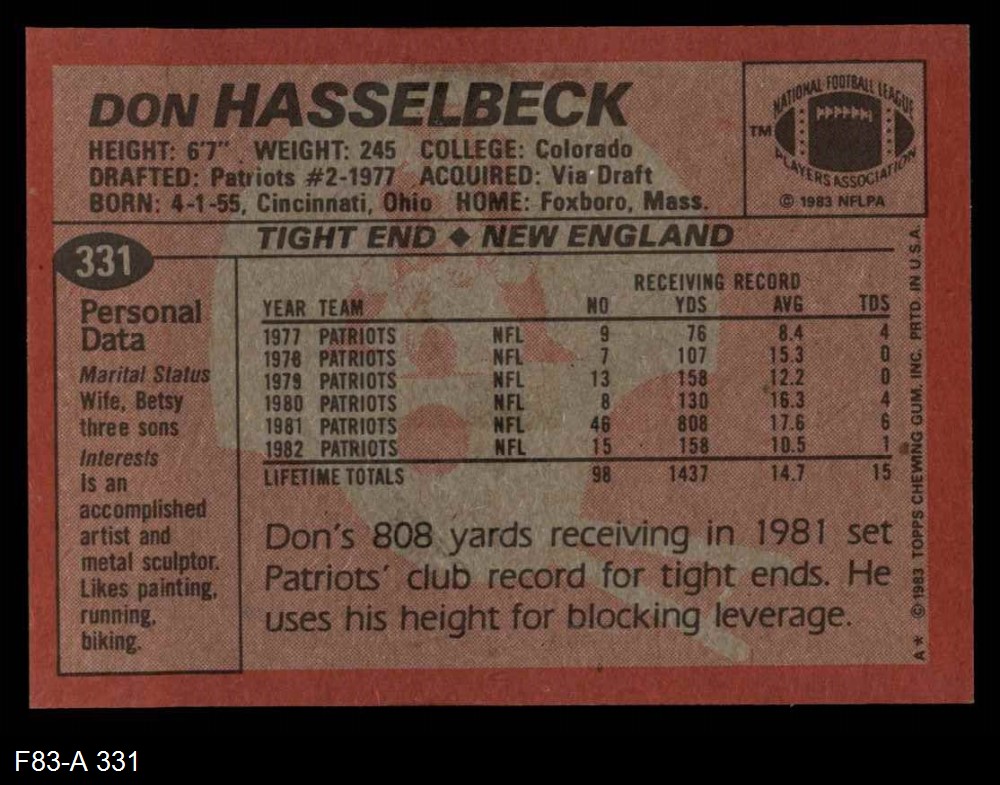 DON HASSELBECK
HEIGHT: 6'7" WEIGHT: 245 COLLEGE: Colorado
DRAFTED: Patriots #2-1977 ACQUIRED: Via Draft
BORN: 4-1-55, Cincinnati, Ohio HOME: Foxboro, Mass.
NATIONAL FOOTBALL LEAGUE
TM
PLAYERS ASSOCIATION
© 1983 NFLPA
TIGHT END ◆ NEW ENGLAND
331
Personal
Data
Marital Status
Wife, Betsy
three sons
Interests
Is an
accomplished
artist and
metal sculptor.
Likes painting,
running,
biking.
RECEIVING RECORD
YEAR TEAM NO YDS AVG TDS
1977 PATRIOTS NFL 9 76 8.4 4
1978 PATRIOTS NFL 7 107 15.3 0
1979 PATRIOTS NFL 13 158 12.2 0
1980 PATRIOTS NFL 8 130 16.3 4
1981 PATRIOTS NFL 46 808 17.6 6
1982 PATRIOTS NFL 15 158 10.5 1
LIFETIME TOTALS 98 1437 14.7 15
Don's 808 yards receiving in 1981 set
Patriots' club record for tight ends. He
uses his height for blocking leverage.
A * © 1983 TOPPS CHEWING GUM, INC. PRTD. IN U.S.A.
F83-A 331